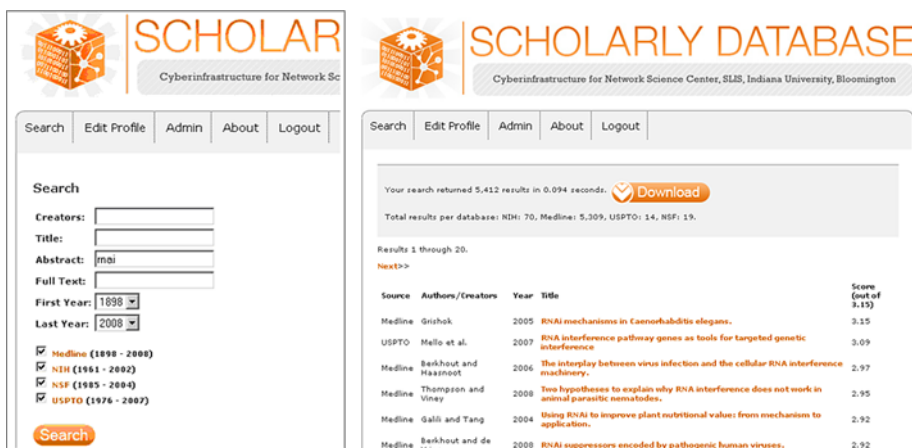 SCHOLAR
Cyberinfrastructure for Network Sc
Search Edit Profile Admin About Logout
Search
Creators:
Title:
Abstract: rnai
Full Text:
First Year: 1898
Last Year: 2008
Medline (1898 - 2008)
NIH (1961 - 2002)
NSF (1985 - 2004)
USPTO (1976 - 2007)
Search
SCHOLARLY DATABASE
Cyberinfrastructure for Network Science Center, SLIS, Indiana University, Bloomington
Search Edit Profile Admin About Logout
Your search returned 5,412 results in 0.094 seconds. Download
Total results per database: NIH: 70, Medline: 5,309, USPTO: 14, NSF: 19.
Results 1 through 20.
Next>>
Source Authors/Creators Year Title Score (out of 3.15)
Medline Grishok 2005 RNAi mechanisms in Caenorhabditis elegans. 3.15
USPTO Mello et al. 2007 RNA interference pathway genes as tools for targeted genetic
interference 3.09
Medline Berkhout and Haasnoot 2006 The interplay between virus infection and the cellular RNA interference
machinery. 2.97
Medline Thompson and Viney 2008 Two hypotheses to explain why RNA interference does not work in
animal parasitic nematodes. 2.95
Medline Galili and Tang 2004 Using RNAi to improve plant nutritional value: from mechanism to
application. 2.92
Medline Berkhout and de 2008 RNAi suppressors encoded by pathogenic human viruses. 2.92